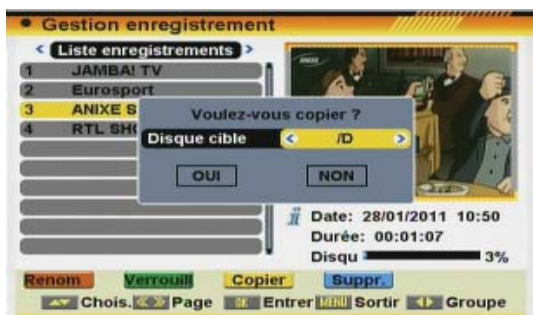 Gestion enregistrement
Liste enregistrements
1 JAMBA! TV
2 Eurosport
3 ANIXE S
4 RTL SH
Voulez-vous copier ?
Disque cible /D
OUI NON
Date: 28/01/2011 10:50
Durée: 00:01:07
Disqu 3%
Renom Verrouill Copier Suppr.
Chois. Page OK Entrer MENU Sortir Groupe